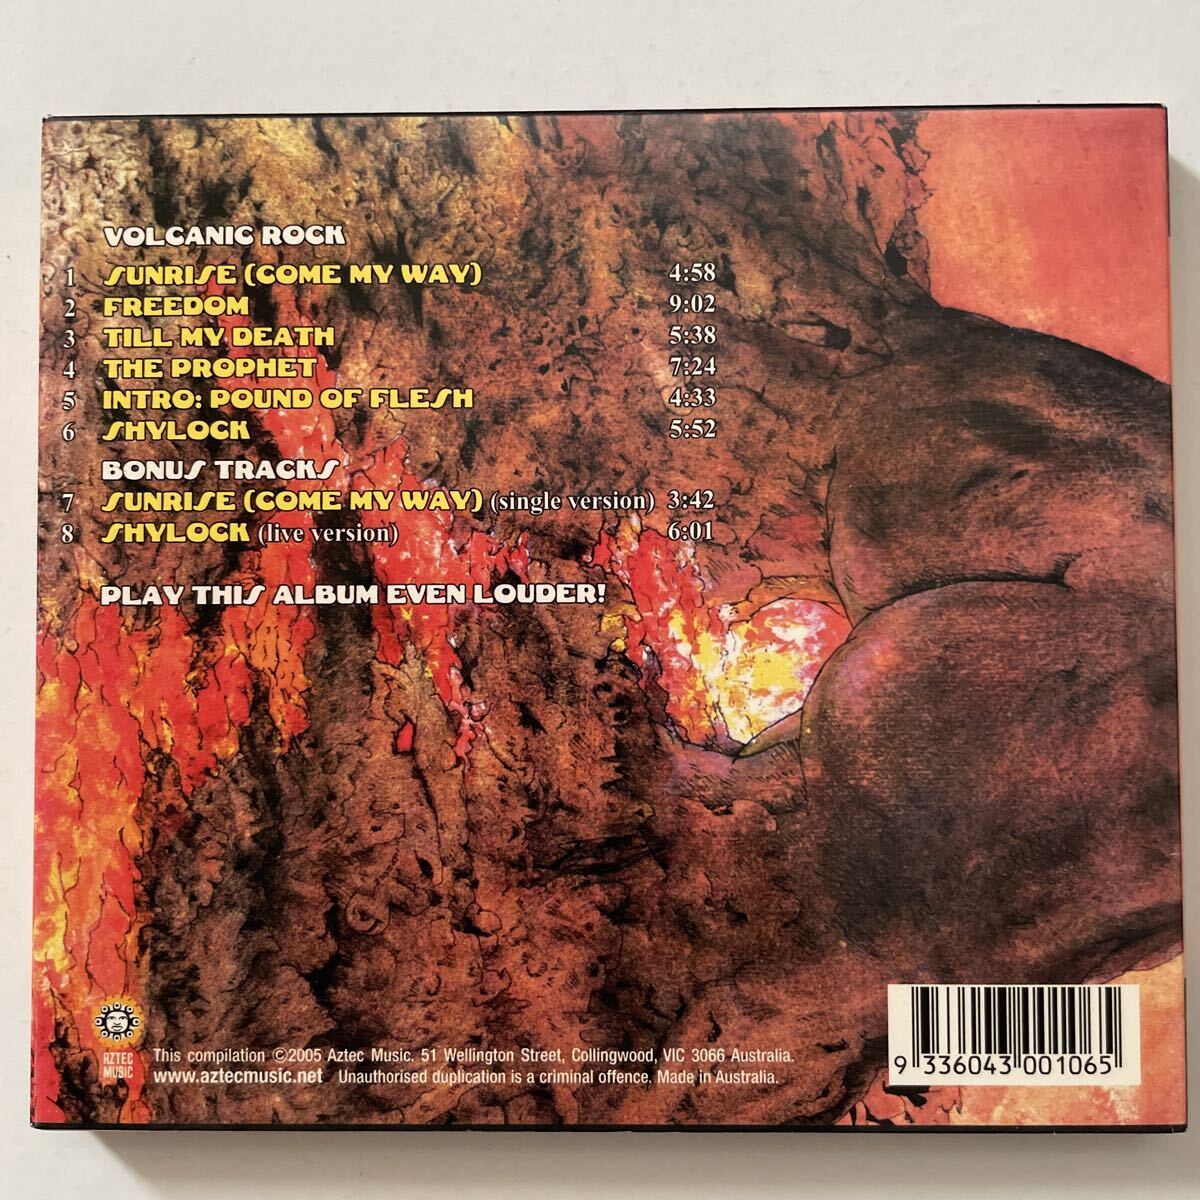 VOLCANIC ROCK
1 SUNRISE (COME MY WAY) 4:58
2 FREEDOM 9:02
3 TILL MY DEATH 5:38
4 THE PROPHET 7:24
5 INTRO: POUND OF FLESH 4:33
6 SHYLOCK 5:52
BONUS TRACKS
7 SUNRISE (COME MY WAY) (single version) 3:42
8 SHYLOCK (live version) 6:01
PLAY THIS ALBUM EVEN LOUDER!
AZTEC
MUSIC
This compilation ©2005 Aztec Music. 51 Wellington Street, Collingwood, VIC 3066 Australia.
www.aztecmusic.net Unauthorised duplication is a criminal offence. Made in Australia.
9 336043 001065